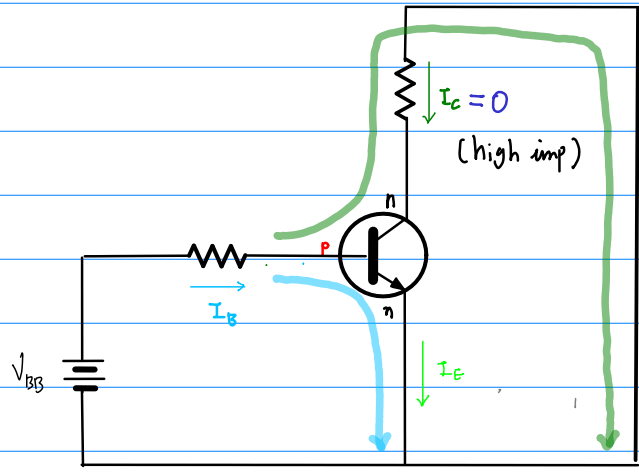 I_C = 0
(high imp)
n
p
n
I_B
I_E
V_BB